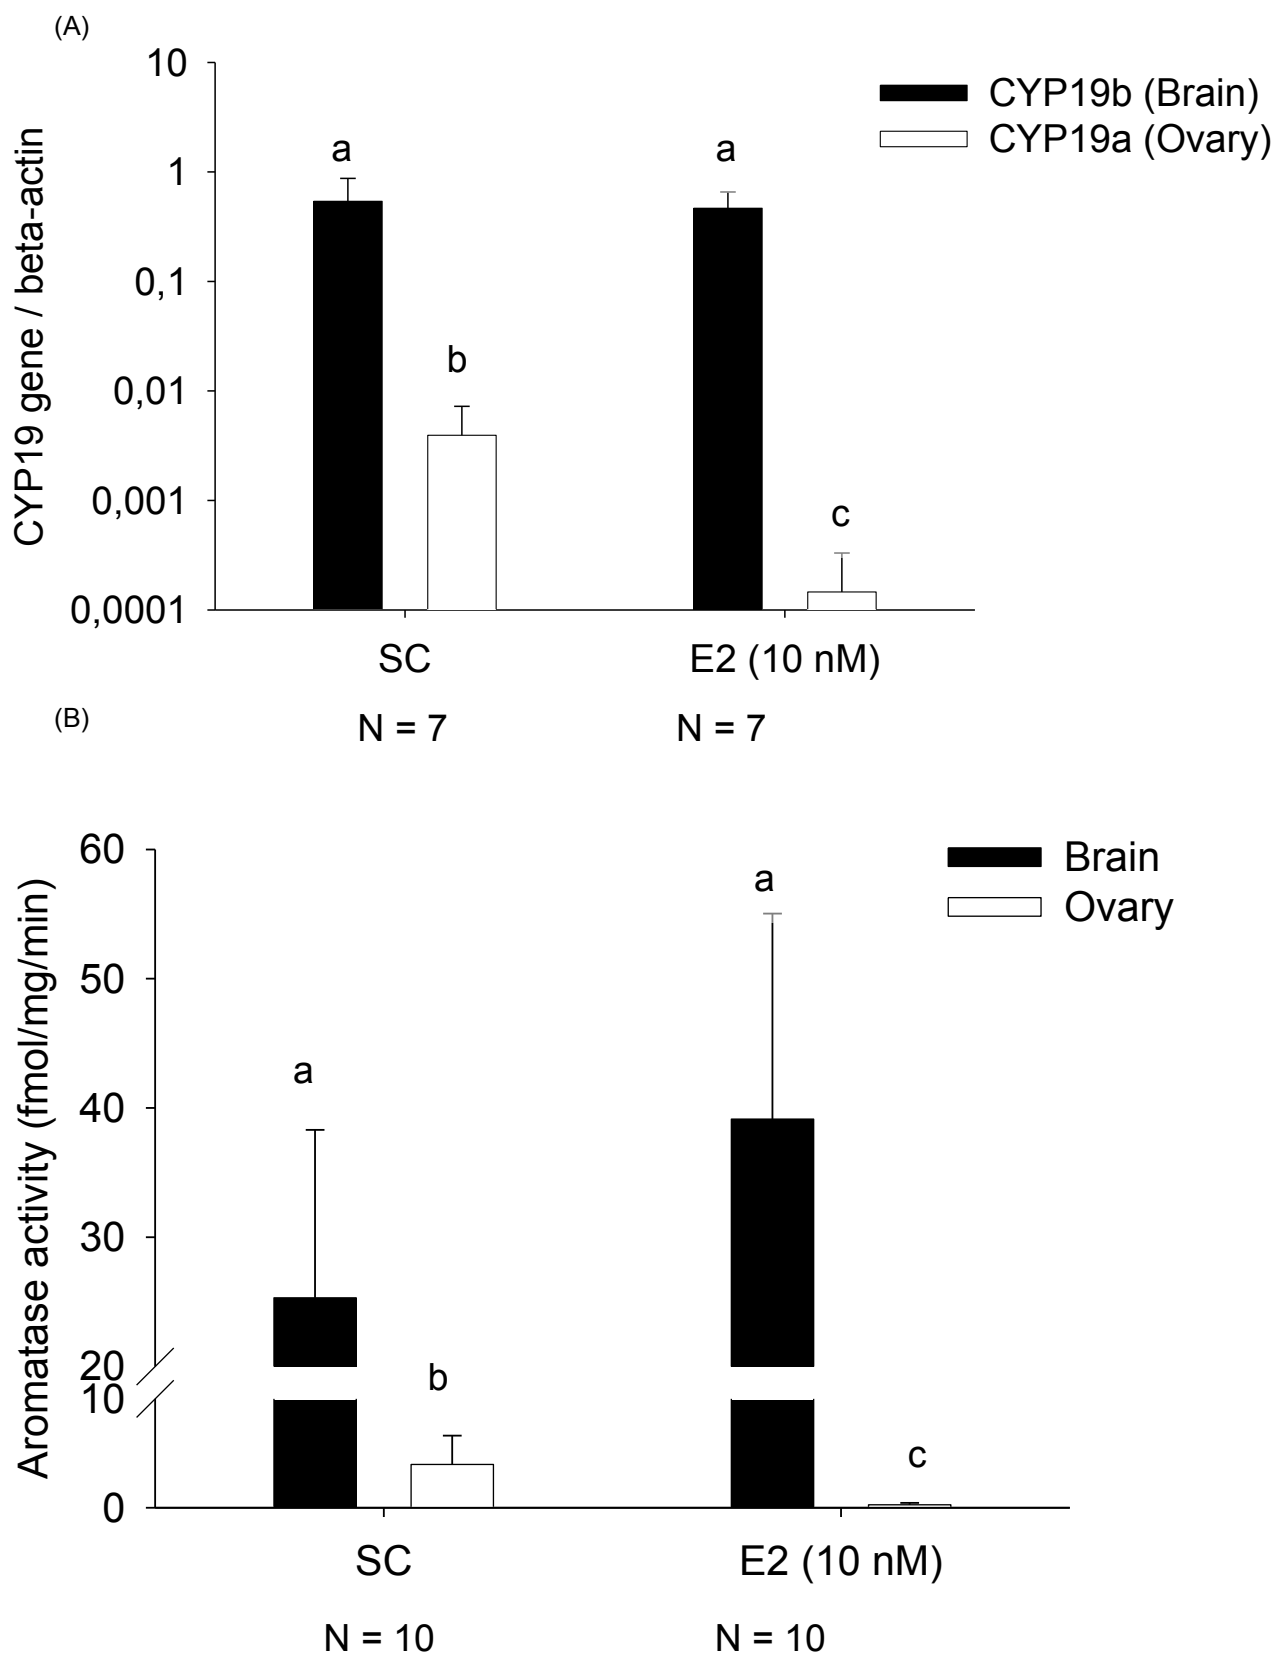 (A)
10
1
0,1
0,01
0,001
0,0001
CYP19 gene / beta-actin
CYP19b (Brain)
CYP19a (Ovary)
a
b
a
c
SC
E2 (10 nM)
N = 7
N = 7
(B)
60
50
40
30
20
10
0
Aromatase activity (fmol/mg/min)
Brain
Ovary
a
b
a
c
SC
E2 (10 nM)
N = 10
N = 10